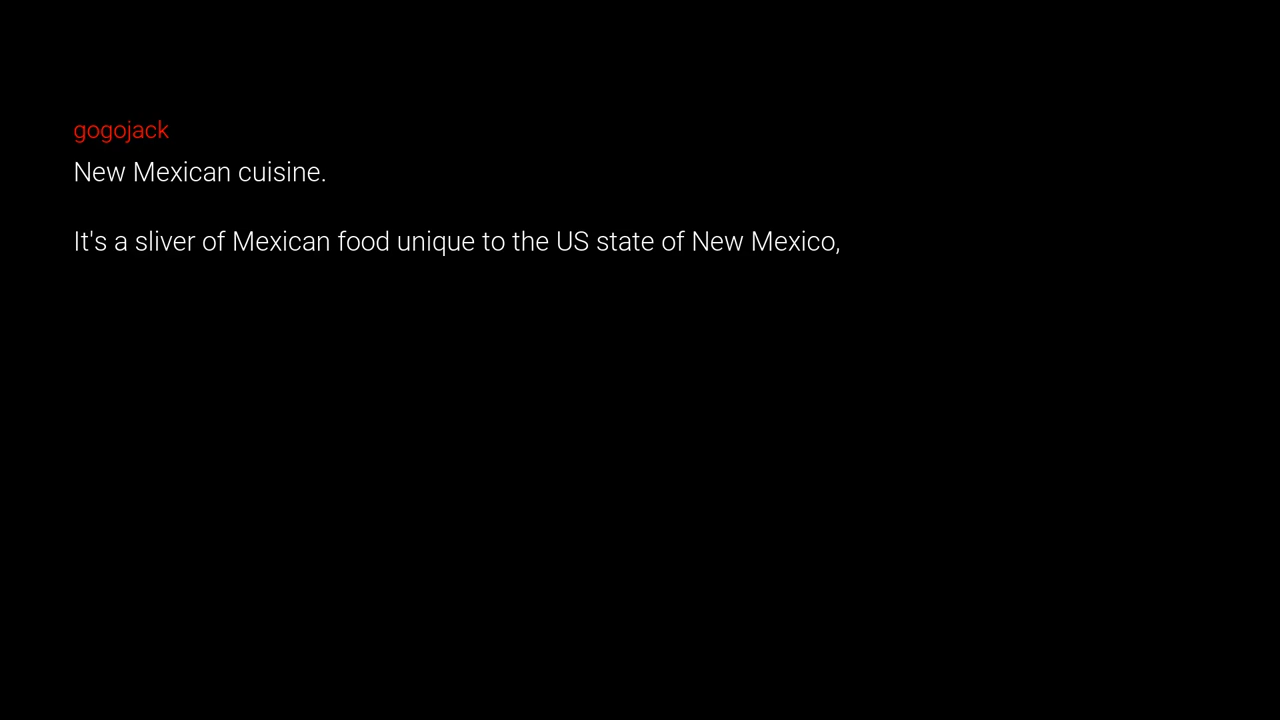 gogojack
New Mexican cuisine.
It's a sliver of Mexican food unique to the US state of New Mexico,